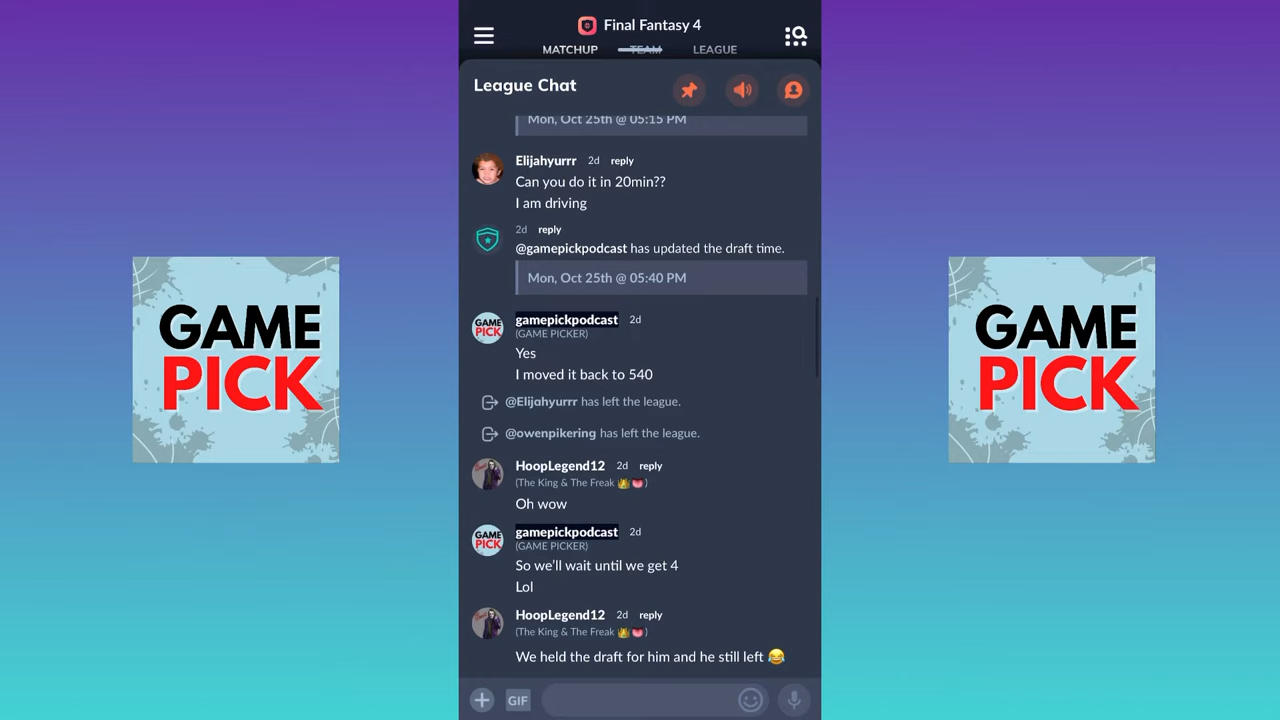 Final Fantasy 4
MATCHUP TEAM LEAGUE
League Chat
Mon, Oct 25th @ 05:15 PM
Elijahyurrr 2d reply
Can you do it in 20min??
I am driving
2d reply
@gamepickpodcast has updated the draft time.
Mon, Oct 25th @ 05:40 PM
GAME PICK
gamepickpodcast 2d
(GAME PICKER)
Yes
I moved it back to 540
@Elijahyurrr has left the league.
@owenpikering has left the league.
HoopLegend12 2d reply
(The King & The Freak 👑👅)
Oh wow
GAME PICK
gamepickpodcast 2d
(GAME PICKER)
So we'll wait until we get 4
Lol
HoopLegend12 2d reply
(The King & The Freak 👑👅)
We held the draft for him and he still left 😂
GIF
GAME
PICK
GAME
PICK